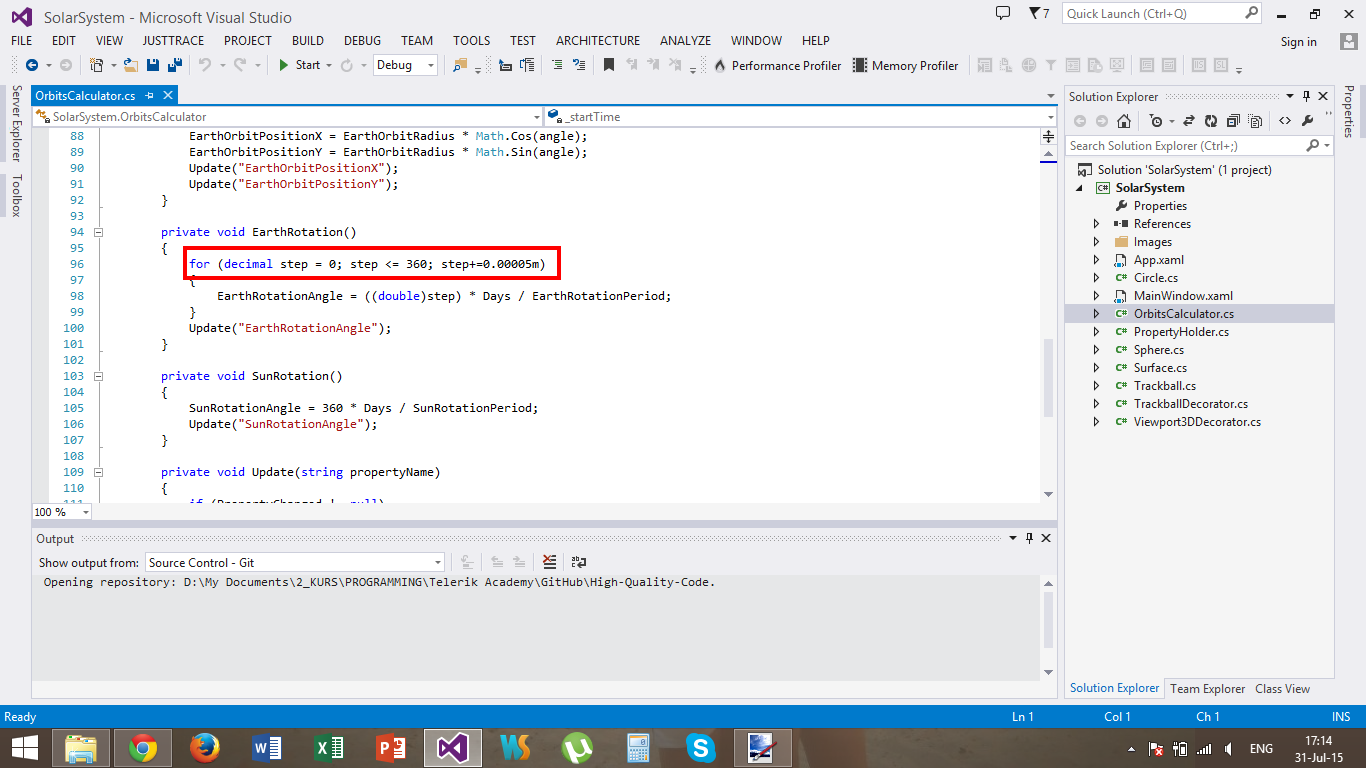 SolarSystem - Microsoft Visual Studio
7
Quick Launch (Ctrl+Q)
FILE EDIT VIEW JUSTTRACE PROJECT BUILD DEBUG TEAM TOOLS TEST ARCHITECTURE ANALYZE WINDOW HELP
Sign in
Start Debug Performance Profiler Memory Profiler
Server Explorer
Toolbox
OrbitsCalculator.cs
SolarSystem.OrbitsCalculator _startTime
88 EarthOrbitPositionX = EarthOrbitRadius * Math.Cos(angle);
89 EarthOrbitPositionY = EarthOrbitRadius * Math.Sin(angle);
90 Update("EarthOrbitPositionX");
91 Update("EarthOrbitPositionY");
92 }
93
94 private void EarthRotation()
95 {
96 for (decimal step = 0; step <= 360; step+=0.00005m)
97 {
98 EarthRotationAngle = ((double)step) * Days / EarthRotationPeriod;
99 }
100 Update("EarthRotationAngle");
101 }
102
103 private void SunRotation()
104 {
105 SunRotationAngle = 360 * Days / SunRotationPeriod;
106 Update("SunRotationAngle");
107 }
108
109 private void Update(string propertyName)
110 {
100 %
Output
Show output from: Source Control - Git
Opening repository: D:\My Documents\2_KURS\PROGRAMMING\Telerik Academy\GitHub\High-Quality-Code.
Solution Explorer
Search Solution Explorer (Ctrl+;)
Solution 'SolarSystem' (1 project)
C# SolarSystem
Properties
References
Images
App.xaml
C# Circle.cs
MainWindow.xaml
C# OrbitsCalculator.cs
C# PropertyHolder.cs
C# Sphere.cs
C# Surface.cs
C# Trackball.cs
C# TrackballDecorator.cs
C# Viewport3DDecorator.cs
Solution Explorer Team Explorer Class View
Properties
Ready Ln 1 Col 1 Ch 1 INS
ENG
17:14
31-Jul-15